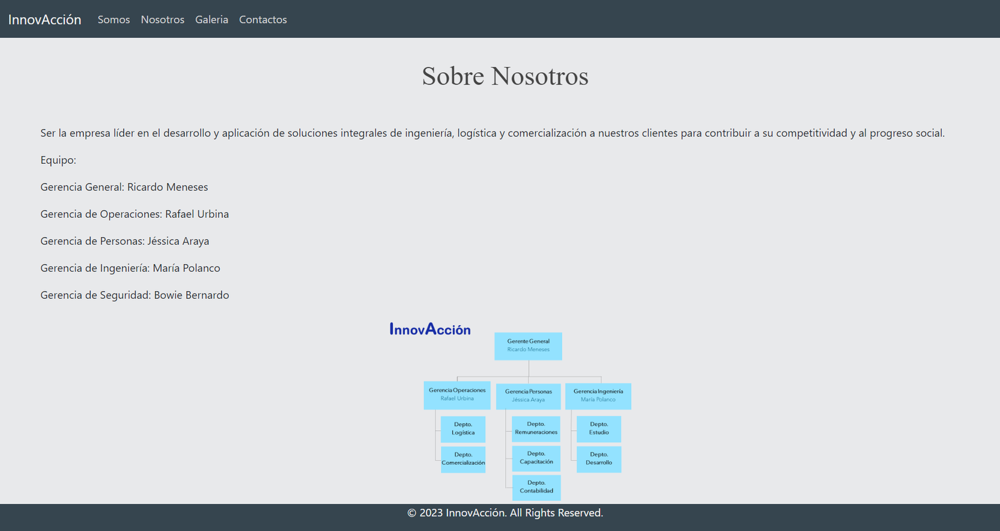 InnovAcción Somos Nosotros Galeria Contactos
Sobre Nosotros
Ser la empresa líder en el desarrollo y aplicación de soluciones integrales de ingeniería, logística y comercialización a nuestros clientes para contribuir a su competitividad y al progreso social.
Equipo:
Gerencia General: Ricardo Meneses
Gerencia de Operaciones: Rafael Urbina
Gerencia de Personas: Jéssica Araya
Gerencia de Ingeniería: María Polanco
Gerencia de Seguridad: Bowie Bernardo
InnovAcción
Gerente General
Ricardo Meneses
Gerencia Operaciones
Rafael Urbina
Gerencia Personas
Jéssica Araya
Gerencia Ingeniería
María Polanco
Depto.
Logística
Depto.
Comercialización
Depto.
Remuneraciones
Depto.
Capacitación
Depto.
Contabilidad
Depto.
Estudio
Depto.
Desarrollo
© 2023 InnovAcción. All Rights Reserved.